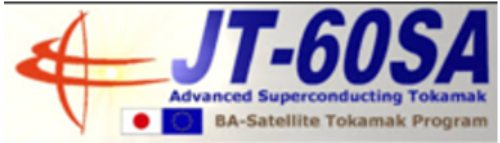 JT-60SA
Advanced Superconducting Tokamak
BA-Satellite Tokamak Program